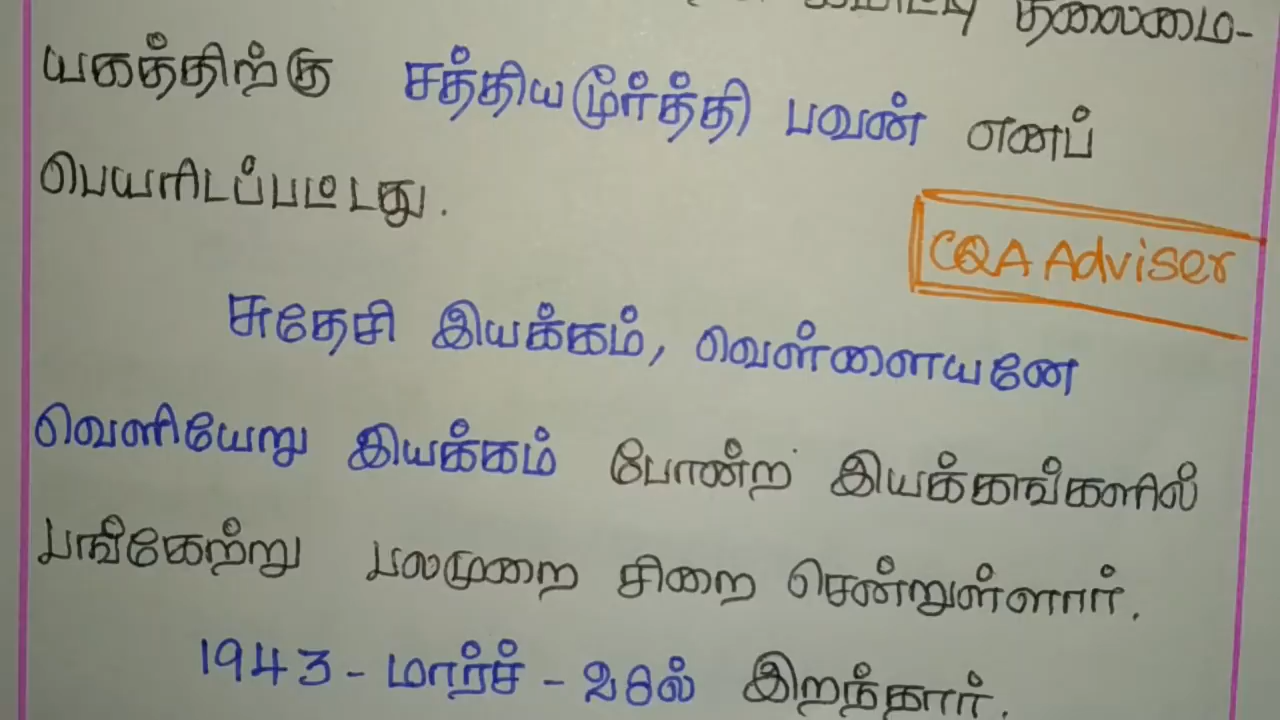 தலைமை-
யகத்திற்கு சத்தியமூர்த்தி பவன் எனப்
பெயரிடப்பட்டது.
CQA Adviser
சுதேசி இயக்கம், வெள்ளையனே
வெளியேறு இயக்கம் போன்ற இயக்கங்களில்
பங்கேற்று பலமுறை சிறை சென்றுள்ளார்.
1943 - மார்ச் - 28ல் இறந்தார்.